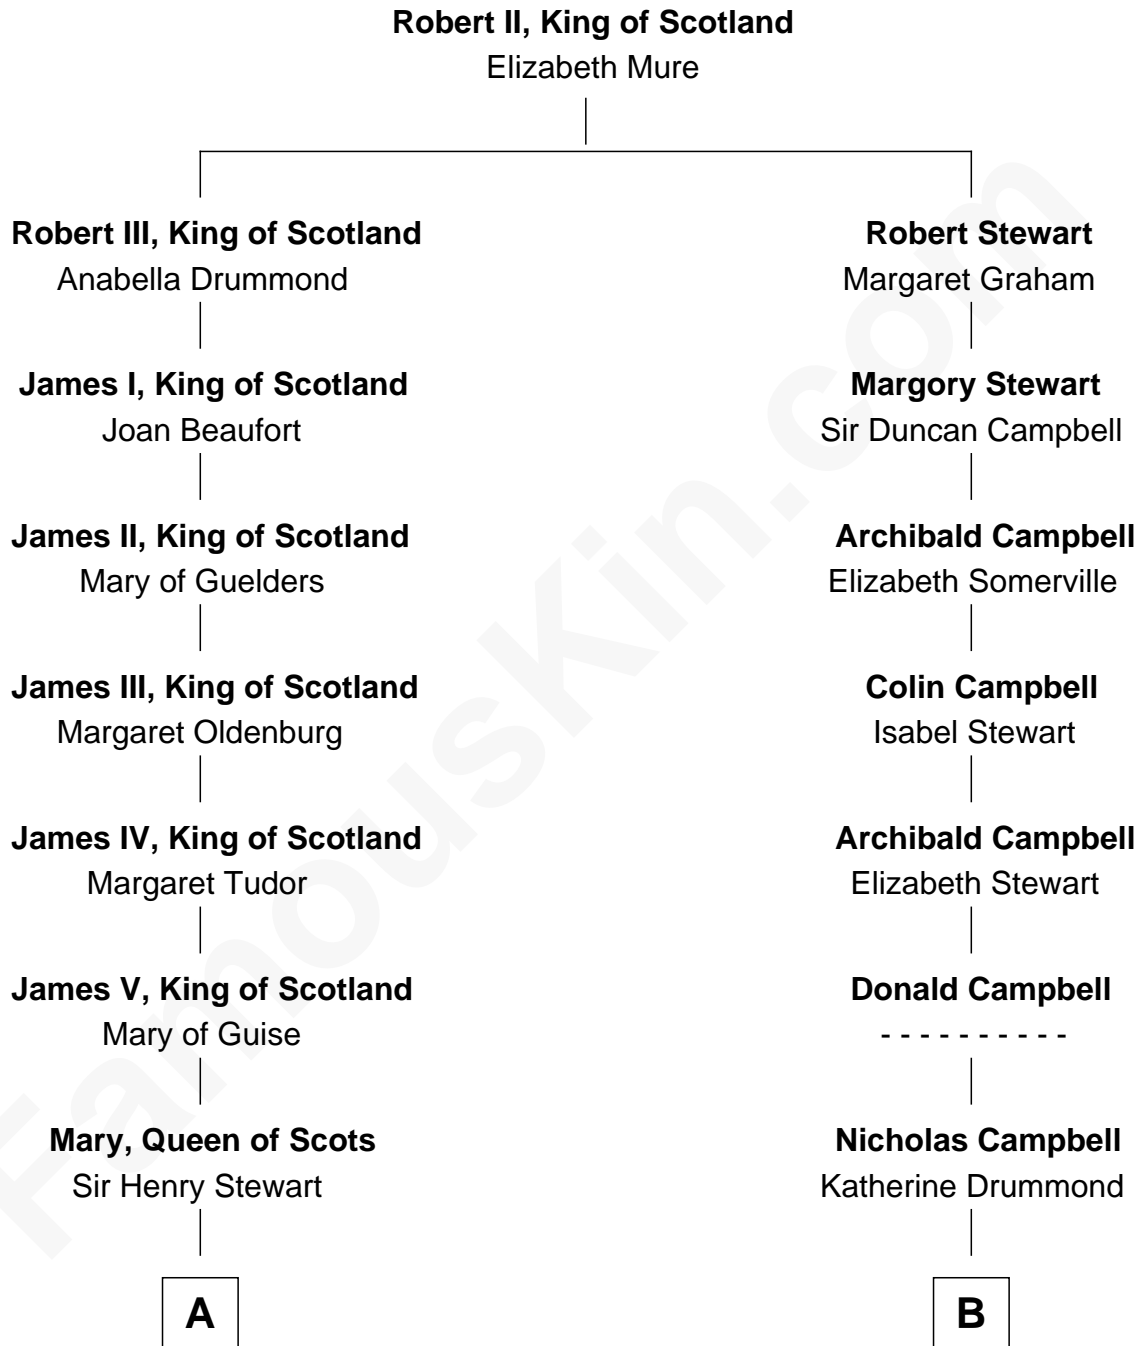 Robert II, King of Scotland
Elizabeth Mure
Robert III, King of Scotland
Anabella Drummond
James I, King of Scotland
Joan Beaufort
James II, King of Scotland
Mary of Guelders
James III, King of Scotland
Margaret Oldenburg
James IV, King of Scotland
Margaret Tudor
James V, King of Scotland
Mary of Guise
Mary, Queen of Scots
Sir Henry Stewart
A
Robert Stewart
Margaret Graham
Margory Stewart
Sir Duncan Campbell
Archibald Campbell
Elizabeth Somerville
Colin Campbell
Isabel Stewart
Archibald Campbell
Elizabeth Stewart
Donald Campbell
- - - - - - - - - -
Nicholas Campbell
Katherine Drummond
B
FamousKin.com